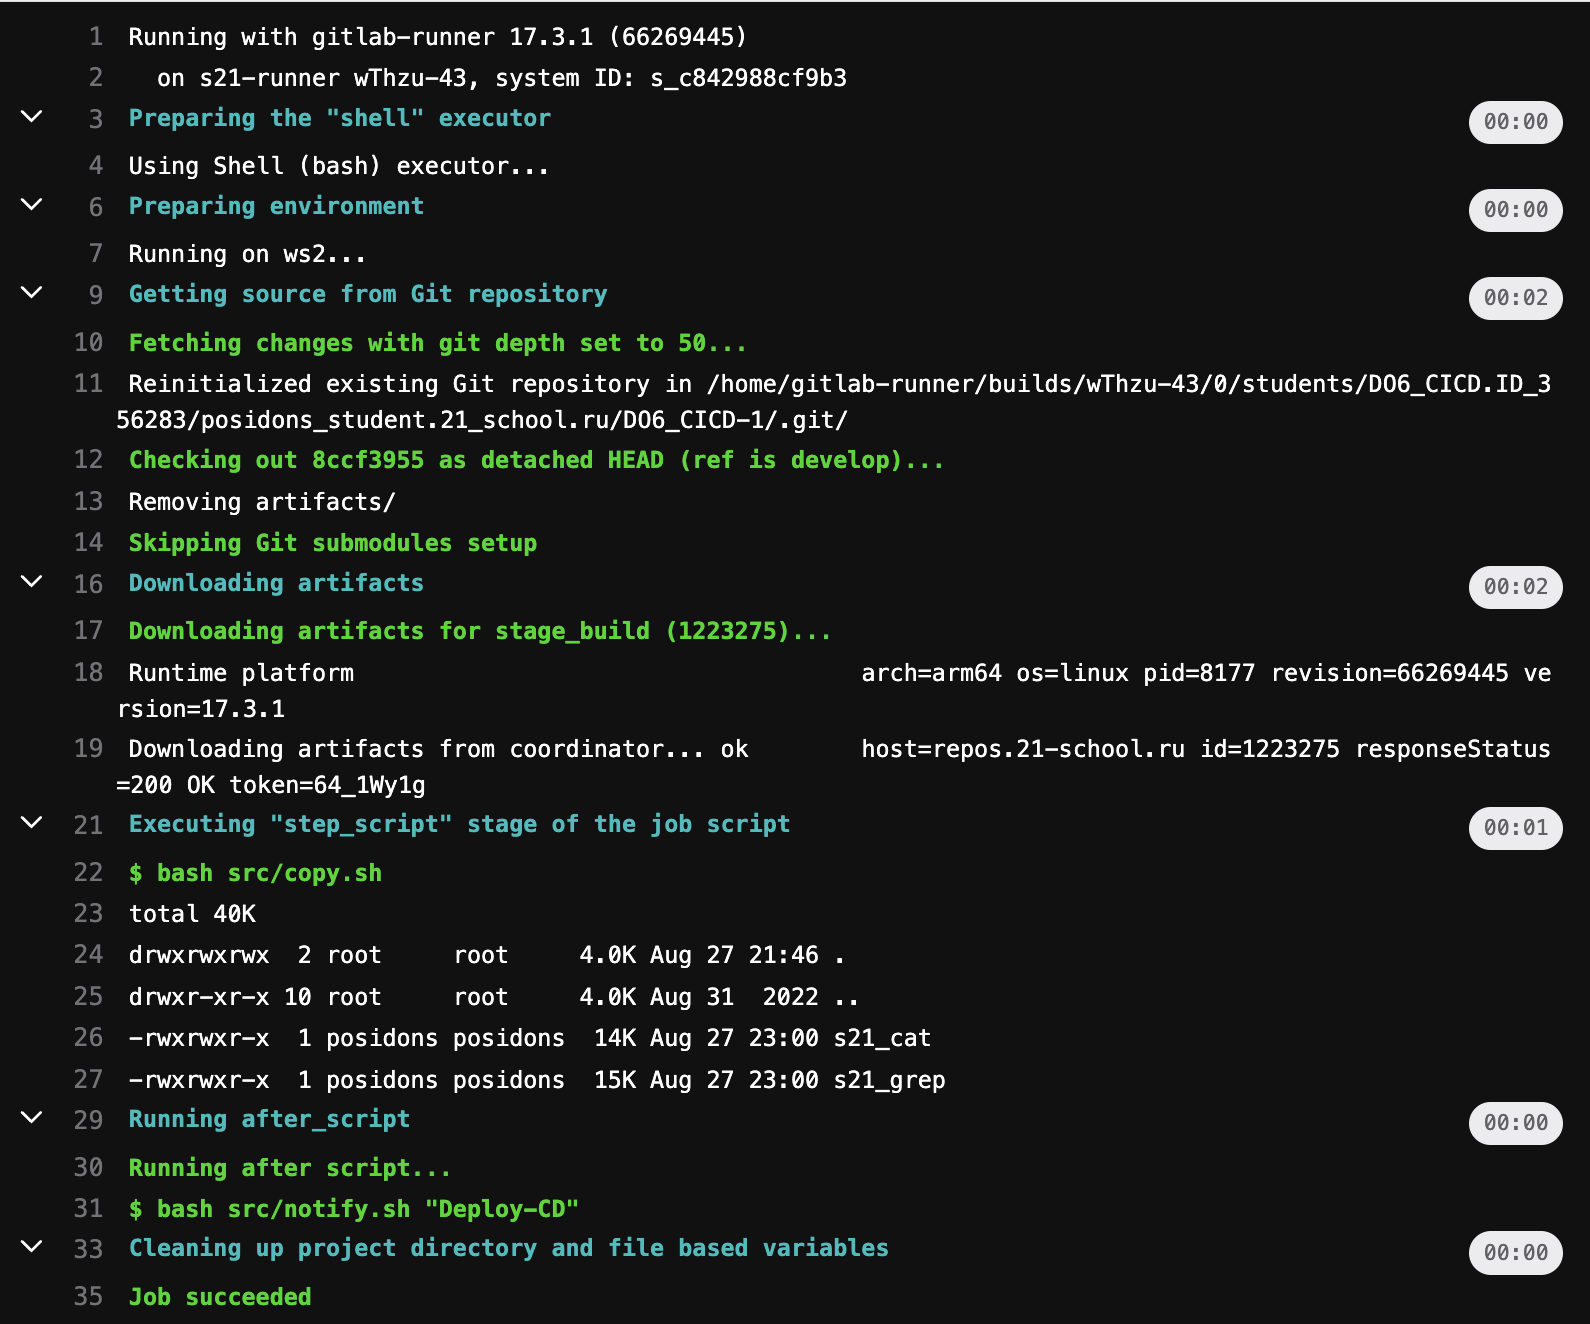 1 Running with gitlab-runner 17.3.1 (66269445)
2   on s21-runner wThzu-43, system ID: s_c842988cf9b3
3 Preparing the "shell" executor 00:00
4 Using Shell (bash) executor...
6 Preparing environment 00:00
7 Running on ws2...
9 Getting source from Git repository 00:02
10 Fetching changes with git depth set to 50...
11 Reinitialized existing Git repository in /home/gitlab-runner/builds/wThzu-43/0/students/DO6_CICD.ID_3
56283/posidons_student.21_school.ru/DO6_CICD-1/.git/
12 Checking out 8ccf3955 as detached HEAD (ref is develop)...
13 Removing artifacts/
14 Skipping Git submodules setup
16 Downloading artifacts 00:02
17 Downloading artifacts for stage_build (1223275)...
18 Runtime platform                                    arch=arm64 os=linux pid=8177 revision=66269445 ve
rsion=17.3.1
19 Downloading artifacts from coordinator... ok        host=repos.21-school.ru id=1223275 responseStatus
=200 OK token=64_1Wy1g
21 Executing "step_script" stage of the job script 00:01
22 $ bash src/copy.sh
23 total 40K
24 drwxrwxrwx  2 root     root     4.0K Aug 27 21:46 .
25 drwxr-xr-x 10 root     root     4.0K Aug 31  2022 ..
26 -rwxrwxr-x  1 posidons posidons  14K Aug 27 23:00 s21_cat
27 -rwxrwxr-x  1 posidons posidons  15K Aug 27 23:00 s21_grep
29 Running after_script 00:00
30 Running after script...
31 $ bash src/notify.sh "Deploy-CD"
33 Cleaning up project directory and file based variables 00:00
35 Job succeeded